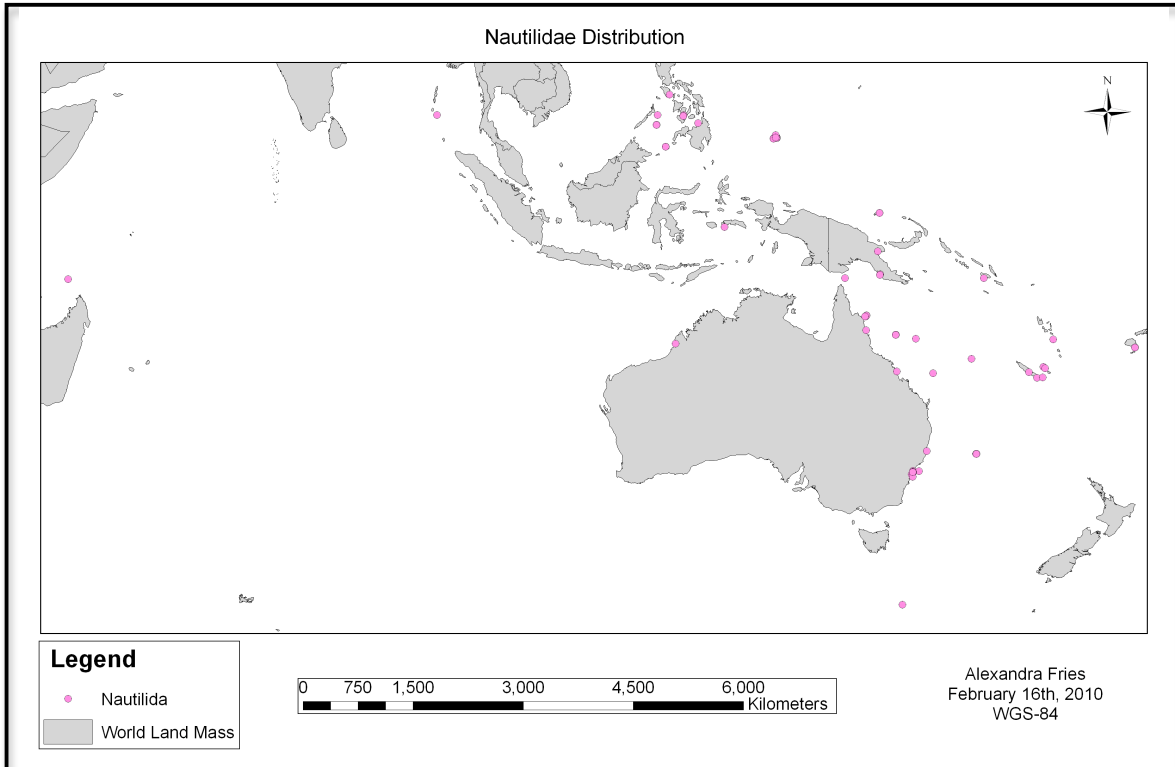 Nautilidae Distribution
N
Legend
Nautilida
World Land Mass
0 750 1,500 3,000 4,500 6,000
Kilometers
Alexandra Fries
February 16th, 2010
WGS-84